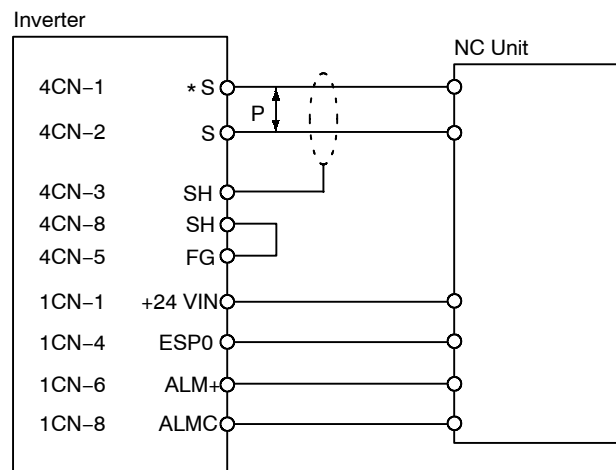 Inverter
NC Unit
4CN−1 * S
P
4CN−2 S
4CN−3 SH
4CN−8 SH
4CN−5 FG
1CN−1 +24 VIN
1CN−4 ESP0
1CN−6 ALM+
1CN−8 ALMC